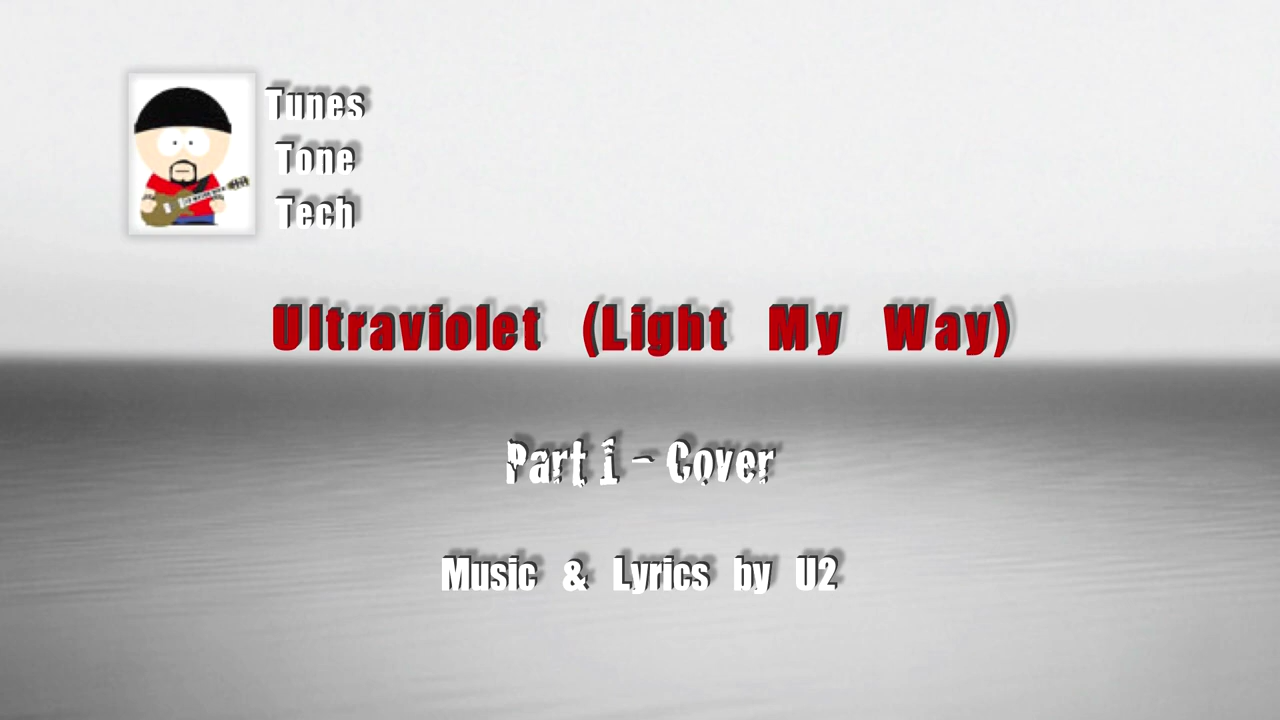 Tunes
Tone
Tech
Ultraviolet (Light My Way)
Part 1 - Cover
Music & Lyrics by U2